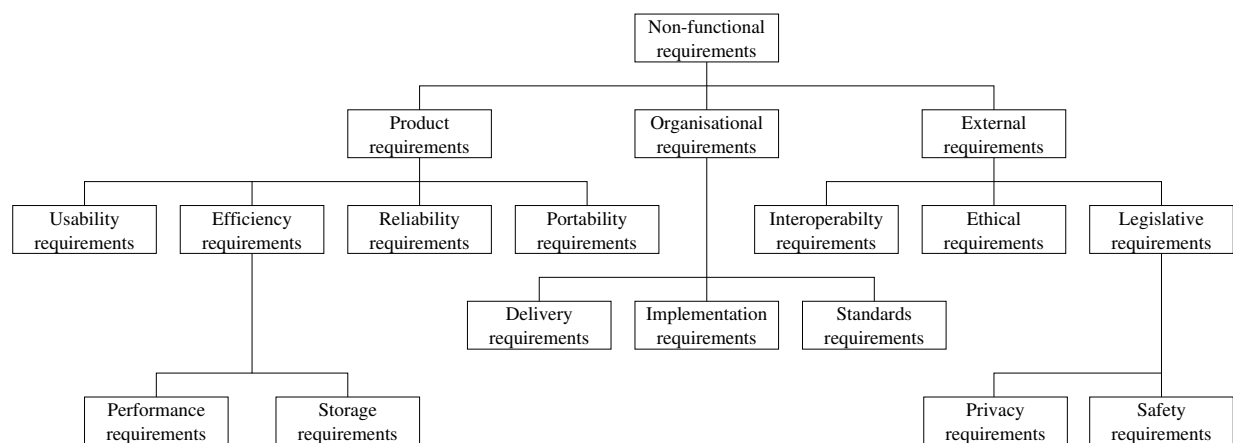 Non-functional
requirements
Product
requirements
Organisational
requirements
External
requirements
Usability
requirements
Efficiency
requirements
Reliability
requirements
Portability
requirements
Interoperabilty
requirements
Ethical
requirements
Legislative
requirements
Delivery
requirements
Implementation
requirements
Standards
requirements
Performance
requirements
Storage
requirements
Privacy
requirements
Safety
requirements